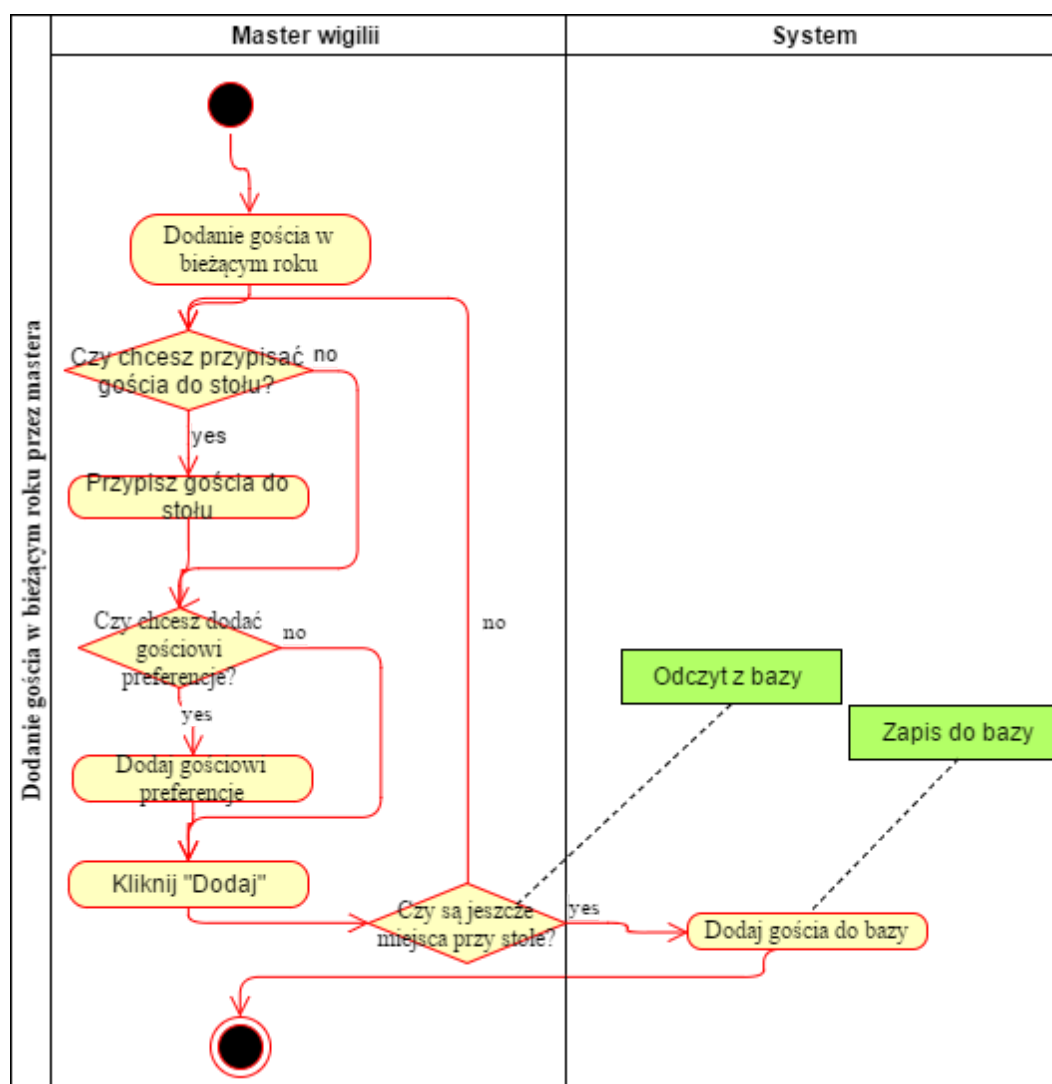 Master wigilii
System
Dodanie gościa w bieżącym roku przez mastera
Dodanie gościa w
bieżącym roku
Czy chcesz przypisać
gościa do stołu?
no
yes
Przypisz gościa do
stołu
Czy chcesz dodać
gościowi
preferencje?
no
yes
no
Odczyt z bazy
Zapis do bazy
Dodaj gościowi
preferencje
Kliknij "Dodaj"
Czy są jeszcze
miejsca przy stole?
yes
Dodaj gościa do bazy